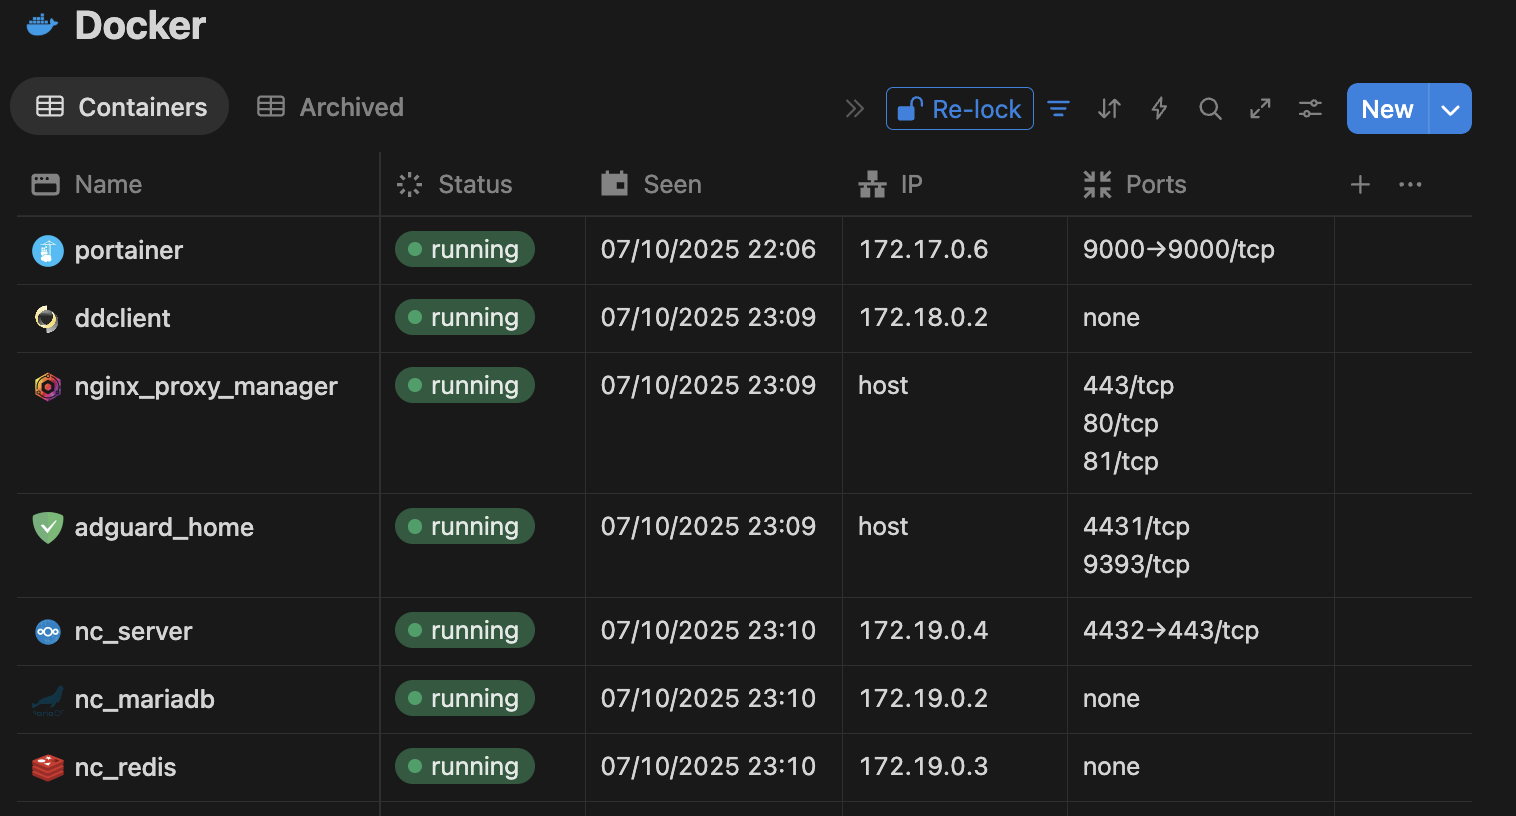 Docker
Containers Archived Re-lock New
Name Status Seen IP Ports
portainer running 07/10/2025 22:06 172.17.0.6 9000→9000/tcp
ddclient running 07/10/2025 23:09 172.18.0.2 none
nginx_proxy_manager running 07/10/2025 23:09 host 443/tcp
80/tcp
81/tcp
adguard_home running 07/10/2025 23:09 host 4431/tcp
9393/tcp
nc_server running 07/10/2025 23:10 172.19.0.4 4432→443/tcp
nc_mariadb running 07/10/2025 23:10 172.19.0.2 none
nc_redis running 07/10/2025 23:10 172.19.0.3 none